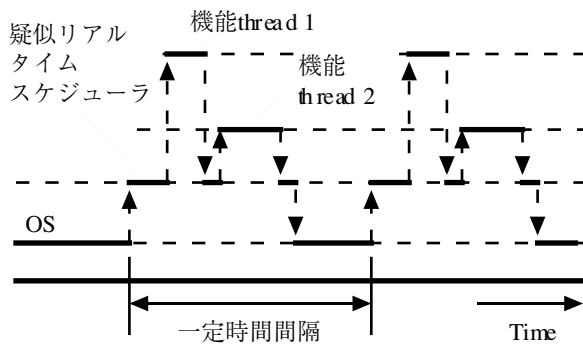 疑似リアル
タイム
スケジューラ
機能thread 1
機能
thread 2
OS
一定時間間隔
Time